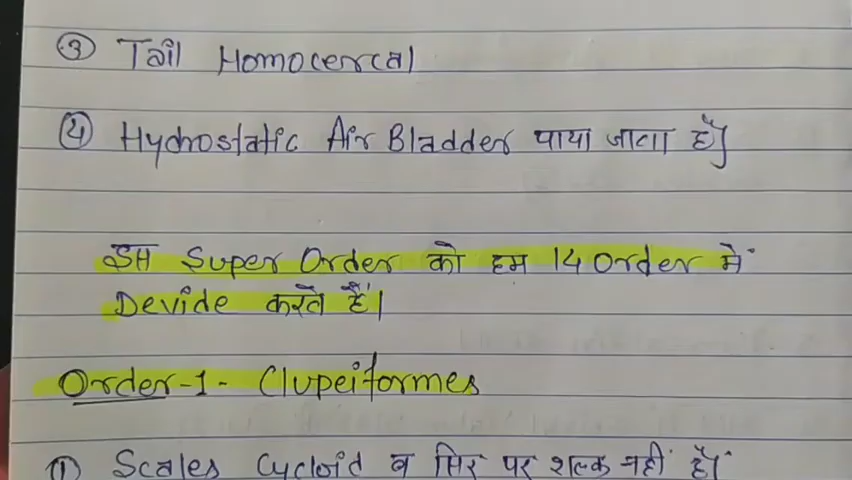 ③ Tail Homocercal
④ Hydrostatic Air Bladder पाया जाता है।
इस Super Order को हम 14 order में
Devide करते हैं।
Order-1- Clupeiformes
① Scales Cycloid व सिर पर शल्क नहीं हैं।